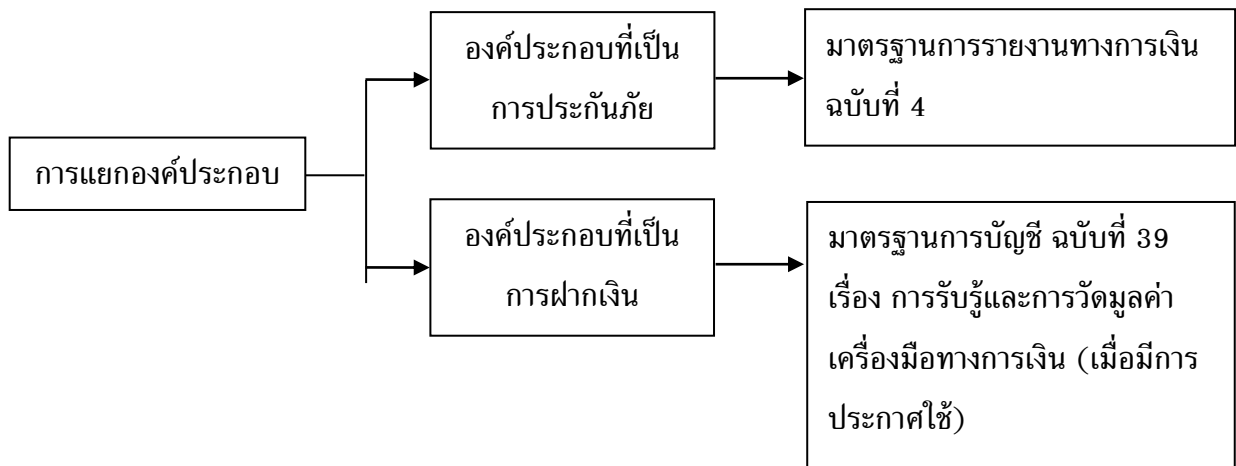 องค์ประกอบที่เป็น
การประกันภัย
มาตรฐานการรายงานทางการเงิน
ฉบับที่ 4
การแยกองค์ประกอบ
องค์ประกอบที่เป็น
การฝากเงิน
มาตรฐานการบัญชี ฉบับที่ 39
เรื่อง การรับรู้และการวัดมูลค่า
เครื่องมือทางการเงิน (เมื่อมีการ
ประกาศใช้)